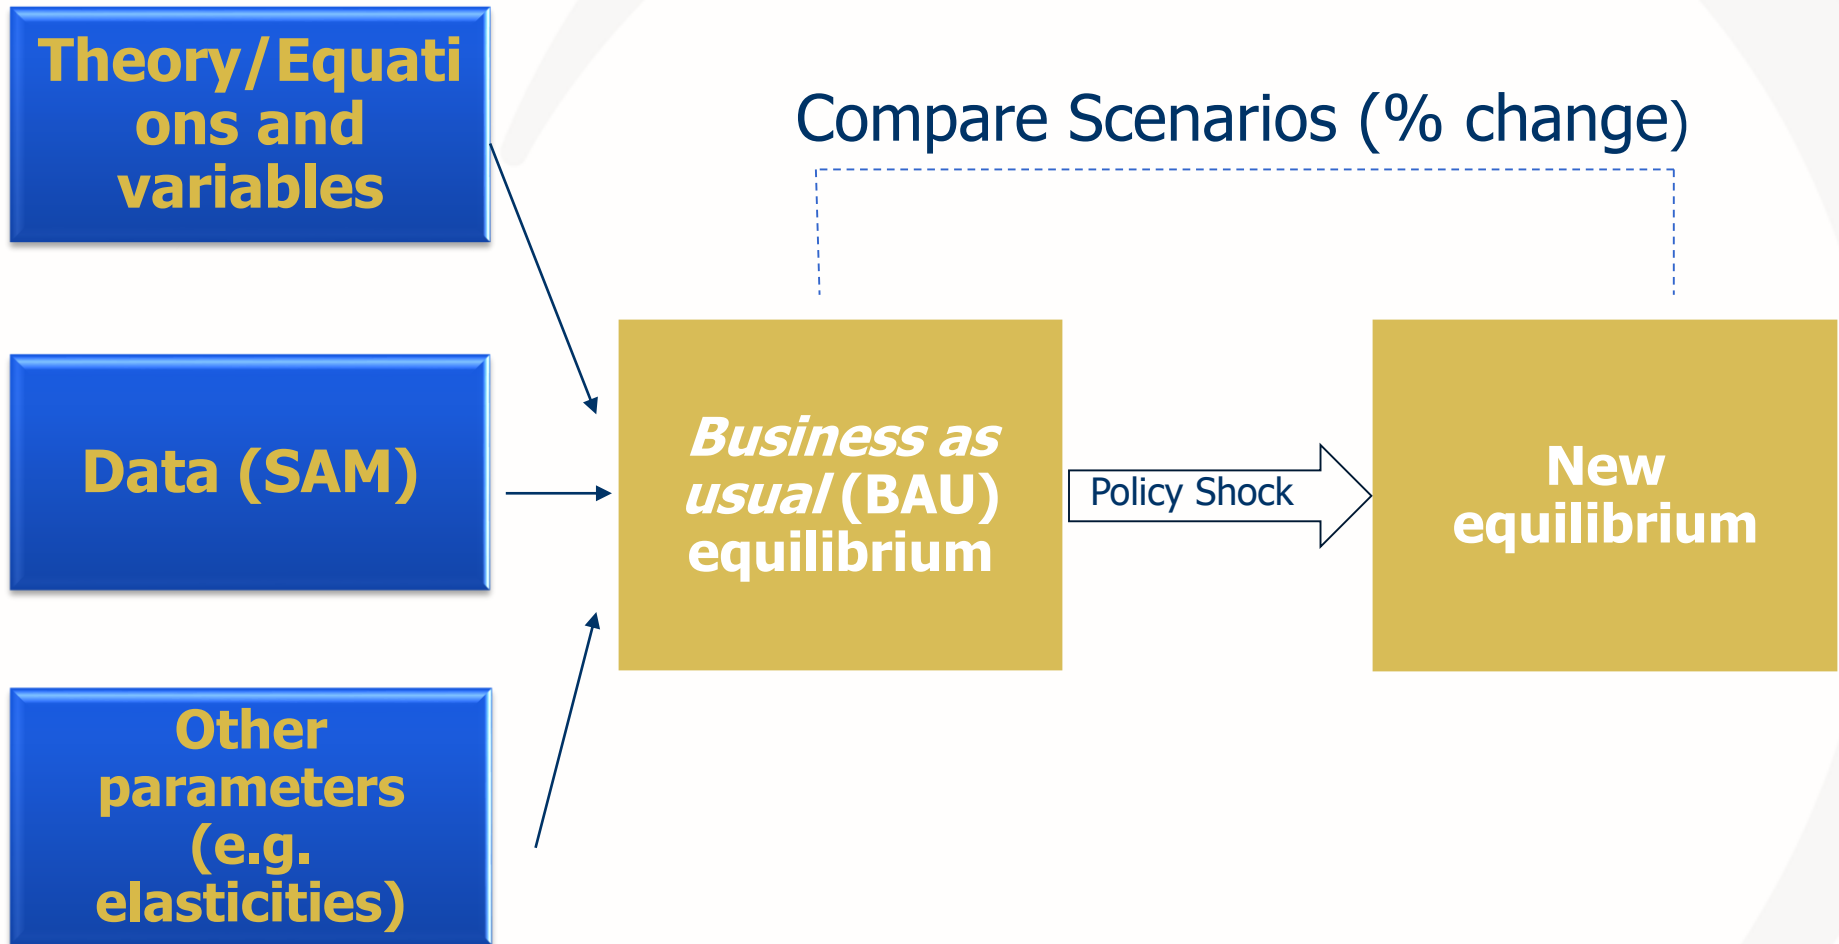 Theory/Equati
ons and
variables
Compare Scenarios (% change)
Data (SAM)
Business as
usual (BAU)
equilibrium
Policy Shock
New
equilibrium
Other
parameters
(e.g.
elasticities)